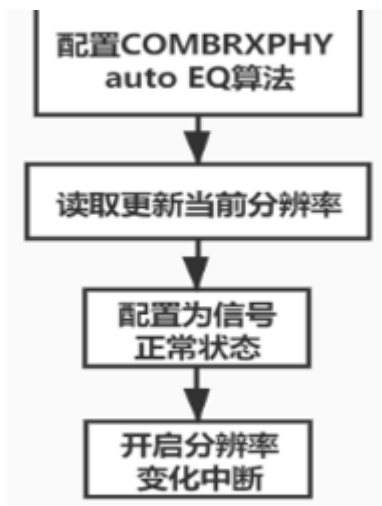 配置COMBRXPHY
auto EQ算法
读取更新当前分辨率
配置为信号
正常状态
开启分辨率
变化中断